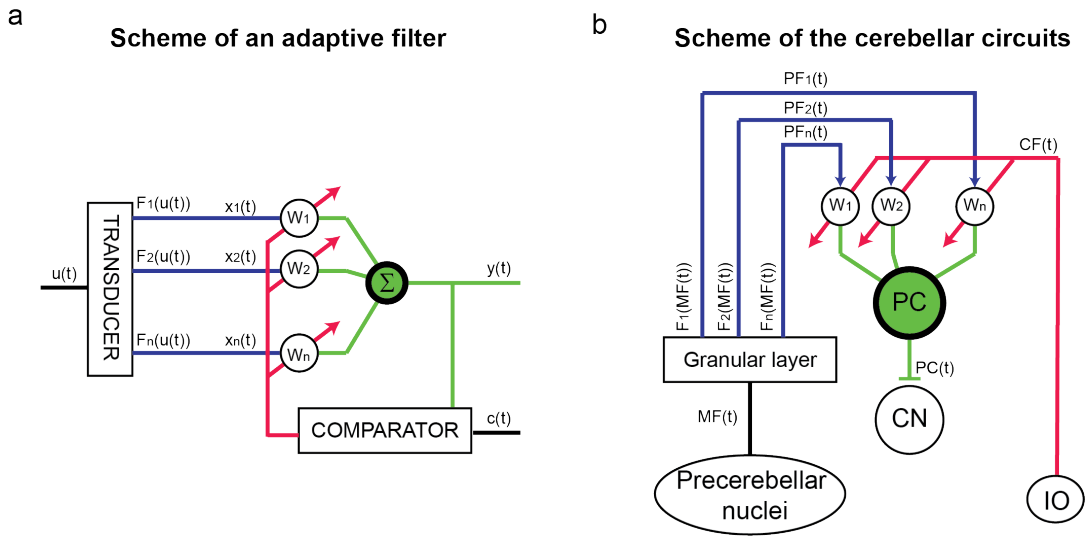 a
Scheme of an adaptive filter
u(t)
TRANSDUCER
F1(u(t))
x1(t)
W1
F2(u(t))
x2(t)
W2
Fn(u(t))
xn(t)
Wn
Σ
y(t)
COMPARATOR
c(t)
b
Scheme of the cerebellar circuits
PF1(t)
PF2(t)
PFn(t)
CF(t)
W1
W2
Wn
F1(MF(t))
F2(MF(t))
Fn(MF(t))
PC
Granular layer
PC(t)
MF(t)
CN
Precerebellar
nuclei
IO